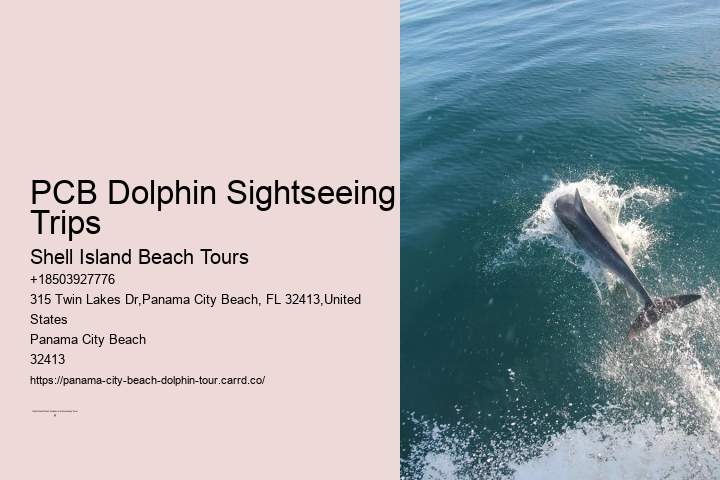 PCB Dolphin Sightseeing
Trips
Shell Island Beach Tours
+18503927776
315 Twin Lakes Dr,Panama City Beach, FL 32413,United
States
Panama City Beach
32413
https://panama-city-beach-dolphin-tour.carrd.co/